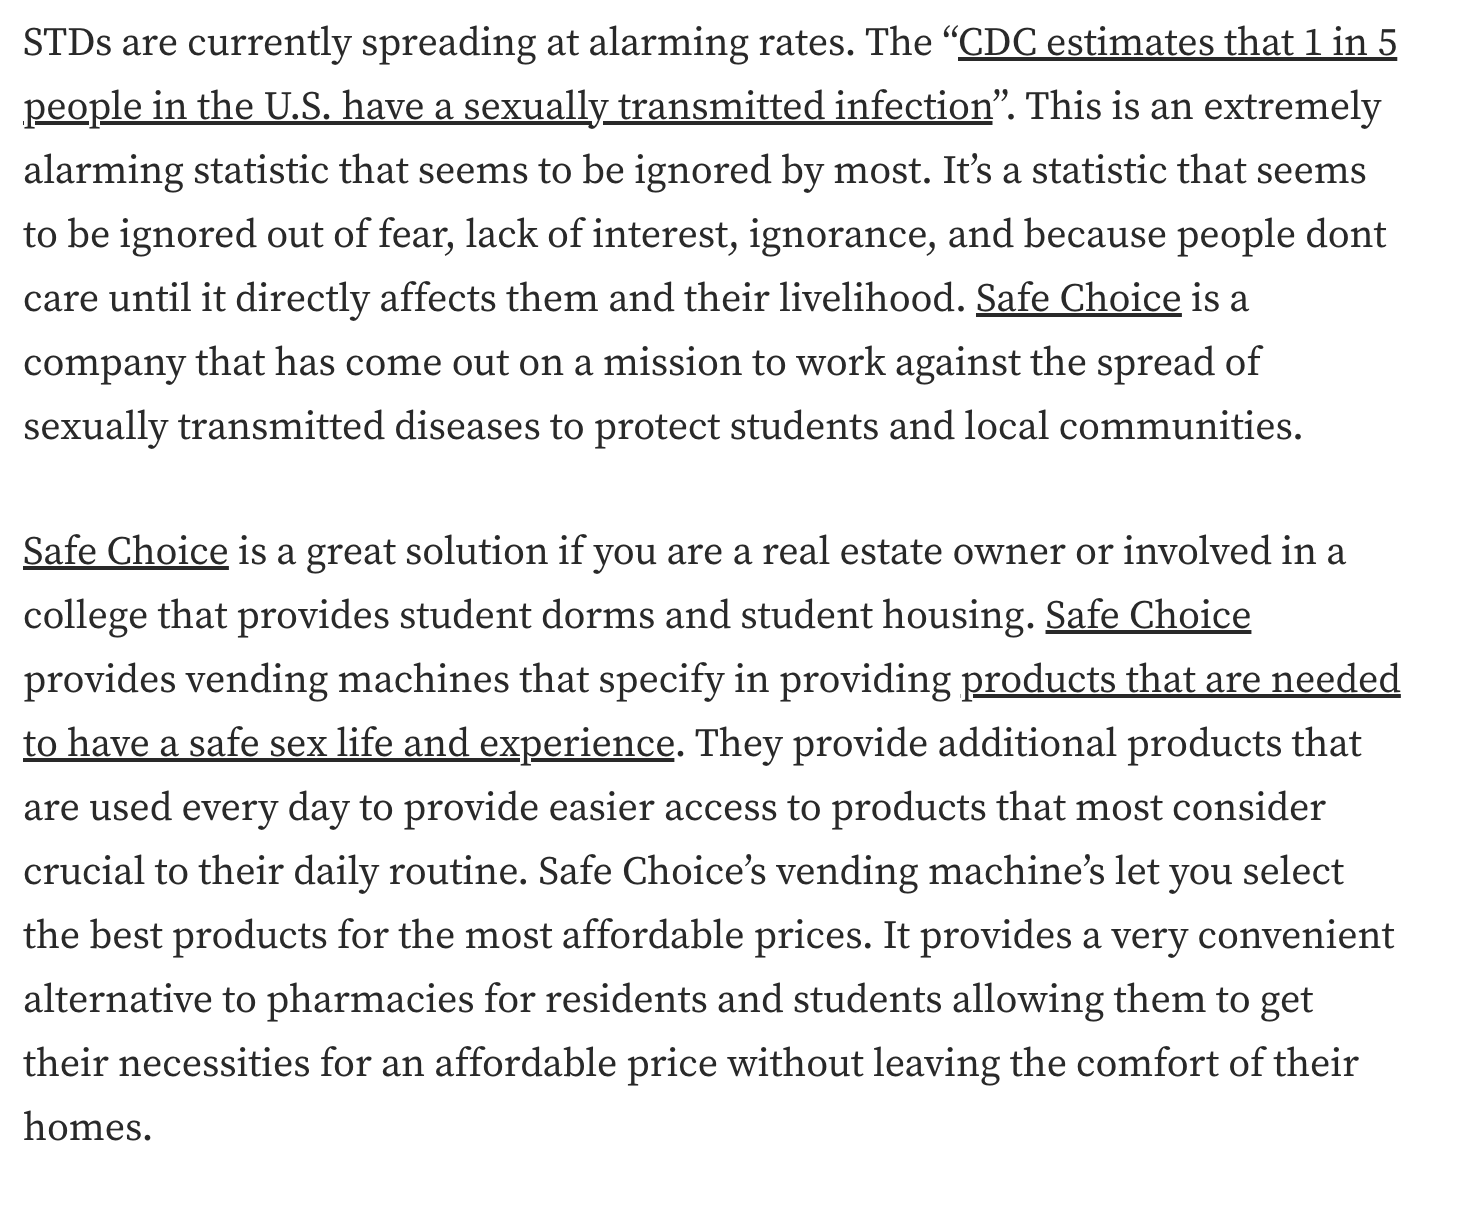 STDs are currently spreading at alarming rates. The “CDC estimates that 1 in 5
people in the U.S. have a sexually transmitted infection”. This is an extremely
alarming statistic that seems to be ignored by most. It’s a statistic that seems
to be ignored out of fear, lack of interest, ignorance, and because people dont
care until it directly affects them and their livelihood. Safe Choice is a
company that has come out on a mission to work against the spread of
sexually transmitted diseases to protect students and local communities.
Safe Choice is a great solution if you are a real estate owner or involved in a
college that provides student dorms and student housing. Safe Choice
provides vending machines that specify in providing products that are needed
to have a safe sex life and experience. They provide additional products that
are used every day to provide easier access to products that most consider
crucial to their daily routine. Safe Choice’s vending machine’s let you select
the best products for the most affordable prices. It provides a very convenient
alternative to pharmacies for residents and students allowing them to get
their necessities for an affordable price without leaving the comfort of their
homes.